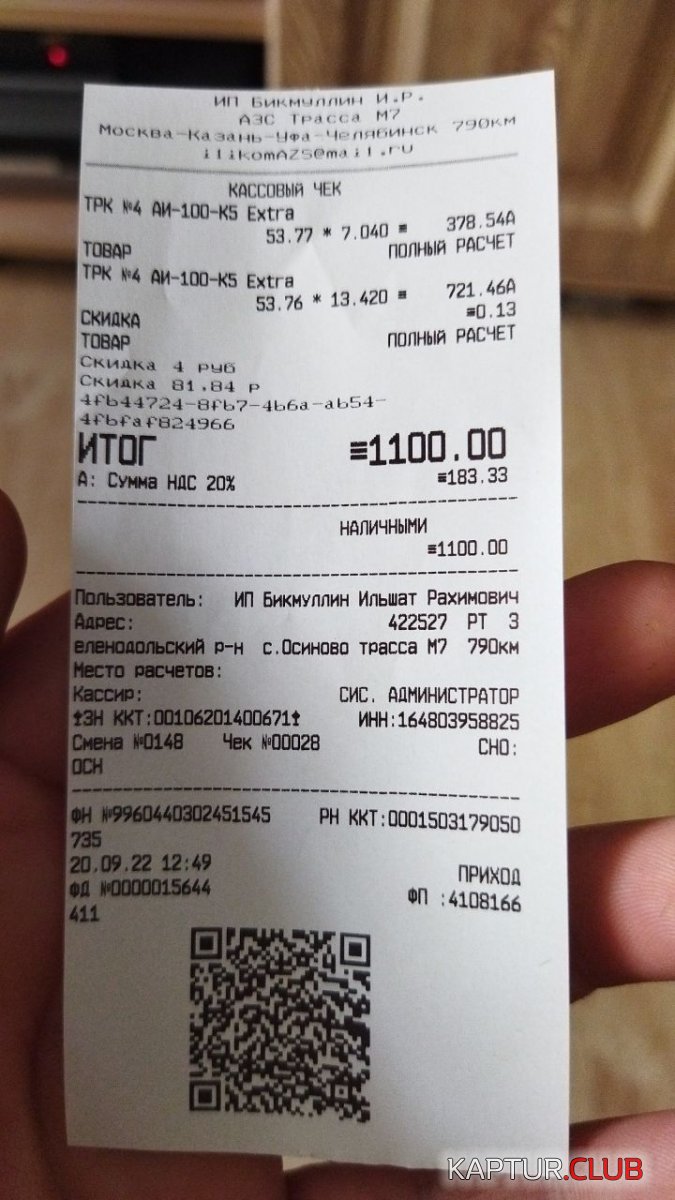 ИП Бикмуллин И.Р.
АЗС Трасса М7
Москва-Казань-Уфа-Челябинск 790км
ilikomAZS@mail.ru
КАССОВЫЙ ЧЕК
ТРК №4 АИ-100-К5 Extra
53.77 * 7.040 ≡ 378.54А
ТОВАР ПОЛНЫЙ РАСЧЕТ
ТРК №4 АИ-100-К5 Extra
53.76 * 13.420 ≡ 721.46А
СКИДКА ≡0.13
ТОВАР ПОЛНЫЙ РАСЧЕТ
Скидка 4 руб
Скидка 81.84 р
4fb44724-8fb7-4b6a-ab54-
4fbfaf824966
ИТОГ ≡1100.00
А: Сумма НДС 20% ≡183.33
НАЛИЧНЫМИ
≡1100.00
Пользователь: ИП Бикмуллин Ильшат Рахимович
Адрес: 422527 РТ З
еленодольский р-н с.Осиново трасса М7 790км
Место расчетов:
Кассир: СИС. АДМИНИСТРАТОР
ЗН ККТ:00106201400671 ИНН:164803958825
Смена №0148 Чек №00028 СНО:
ОСН
ФН №9960440302451545 РН ККТ:0001503179050
735
20.09.22 12:49 ПРИХОД
ФД №0000015644 ФП :4108166
411
KAPTUR.CLUB